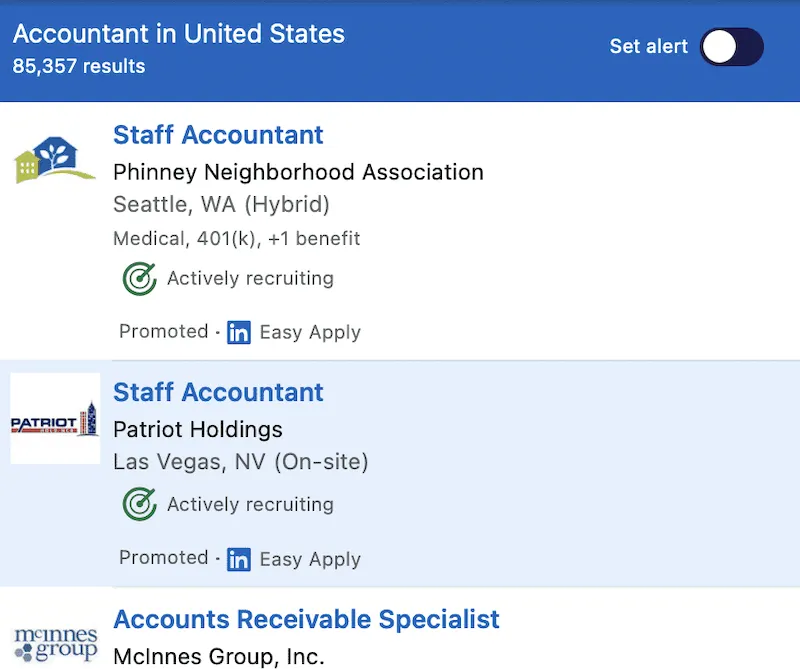 Accountant in United States
85,357 results
Set alert
Staff Accountant
Phinney Neighborhood Association
Seattle, WA (Hybrid)
Medical, 401(k), +1 benefit
Actively recruiting
Promoted · in Easy Apply
PATRIOT
HOLDINGS
Staff Accountant
Patriot Holdings
Las Vegas, NV (On-site)
Actively recruiting
Promoted · in Easy Apply
mcinnes
group
Accounts Receivable Specialist
McInnes Group, Inc.